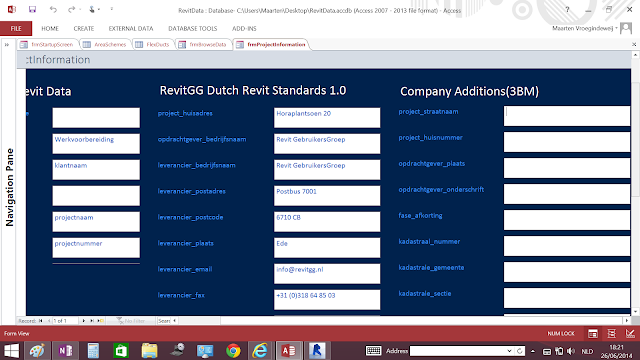 RevitData : Database- C:\Users\Maarten\Desktop\RevitData.accdb (Access 2007 - 2013 file format) - Access
FILE HOME CREATE EXTERNAL DATA DATABASE TOOLS ADD-INS Maarten Vroegindeweij
frmStartupScreen AreaSchemes FlexDucts frmBrowseData frmProjectInformation
ctInformation
evit Data RevitGG Dutch Revit Standards 1.0 Company Additions(3BM)
e project_huisadres Horaplantsoen 20 project_straatnaam
Werkvoorbereiding opdrachtgever_bedrijfsnaam Revit GebruikersGroep project_huisnummer
klantnaam leverancier_bedrijfsnaam Revit GebruikersGroep opdrachtgever_plaats
leverancier_postadres Postbus 7001 opdrachtgever_onderschrift
projectnaam leverancier_postcode 6710 CB fase_afkorting
projectnummer leverancier_plaats Ede kadastraal_nummer
leverancier_email info@revitgg.nl kadastrale_gemeente
leverancier_fax +31 (0)318 64 85 03 kadastrale_sectie
Navigation Pane
Record: 1 of 1 No Filter Sear
Form View NUM LOCK
Address NLD 18:21
26/06/2014